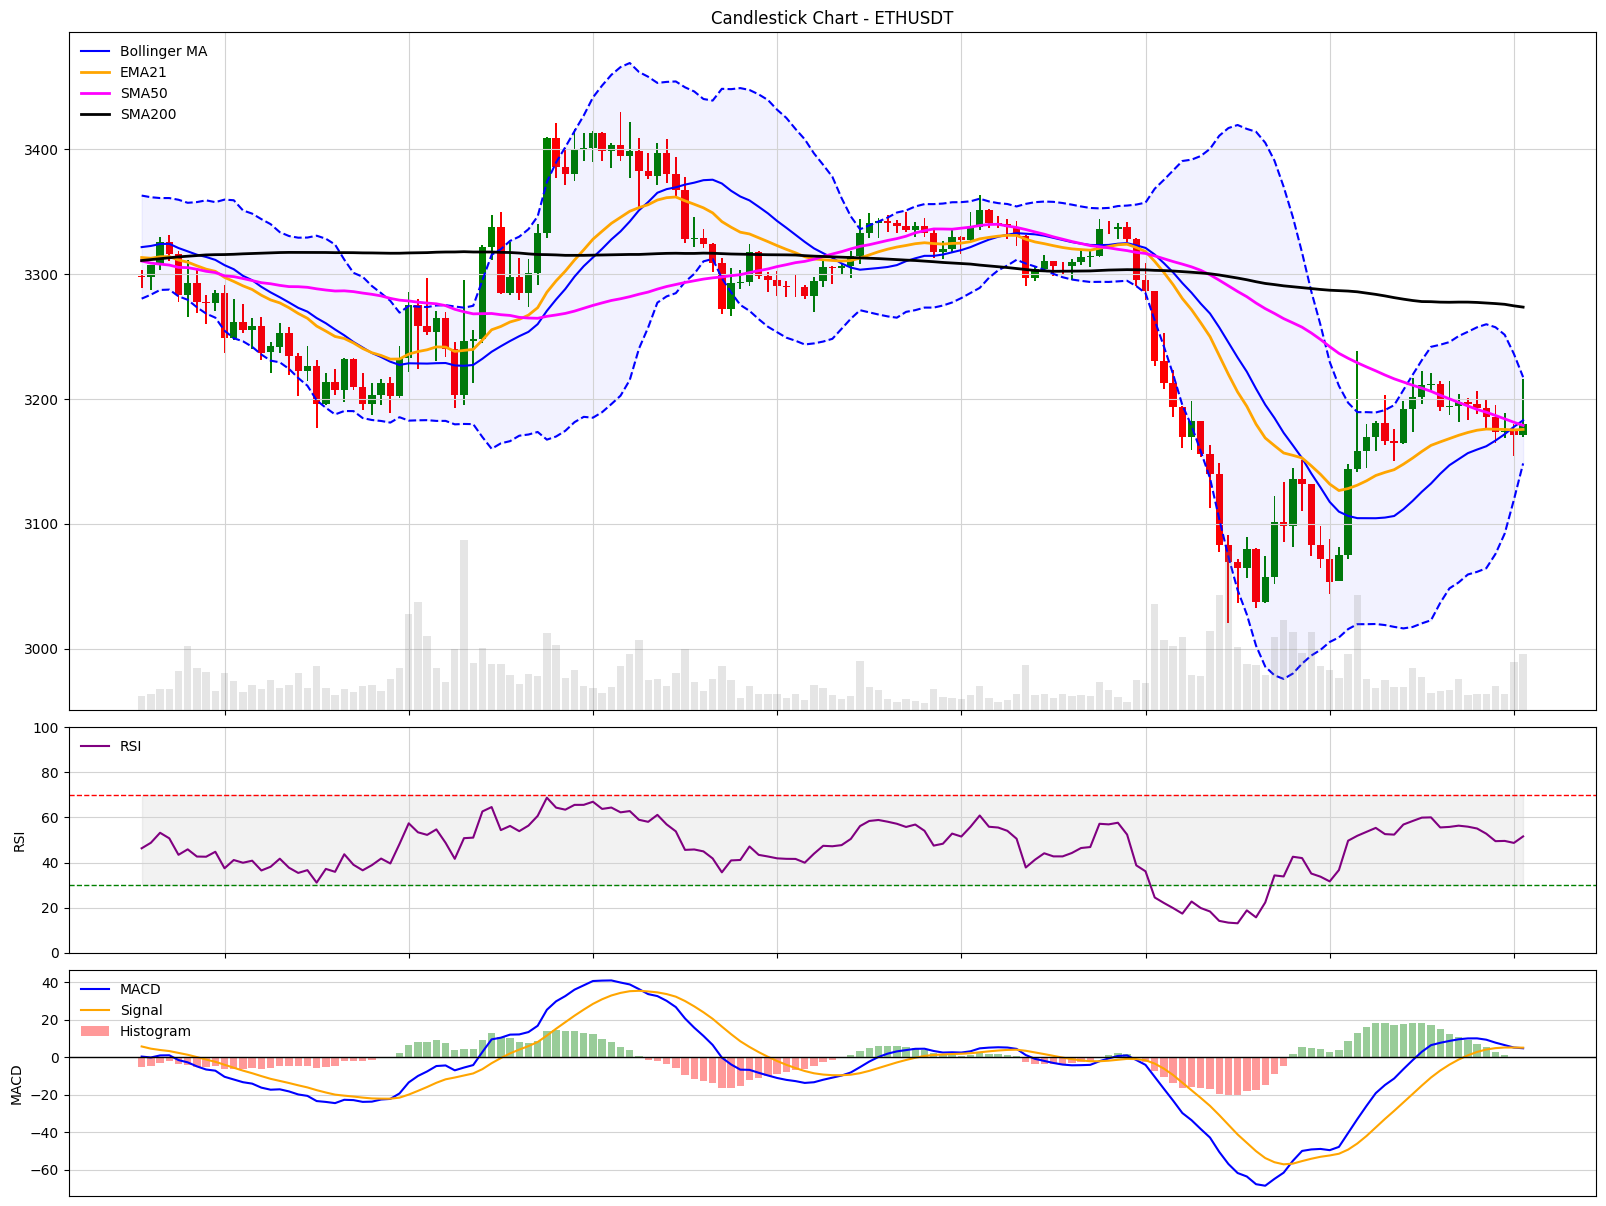 Candlestick Chart - ETHUSDT
Bollinger MA
EMA21
SMA50
SMA200
3400
3300
3200
3100
3000
RSI
100
80
60
40
20
0
RSI
MACD
Signal
Histogram
40
20
0
−20
−40
−60
MACD